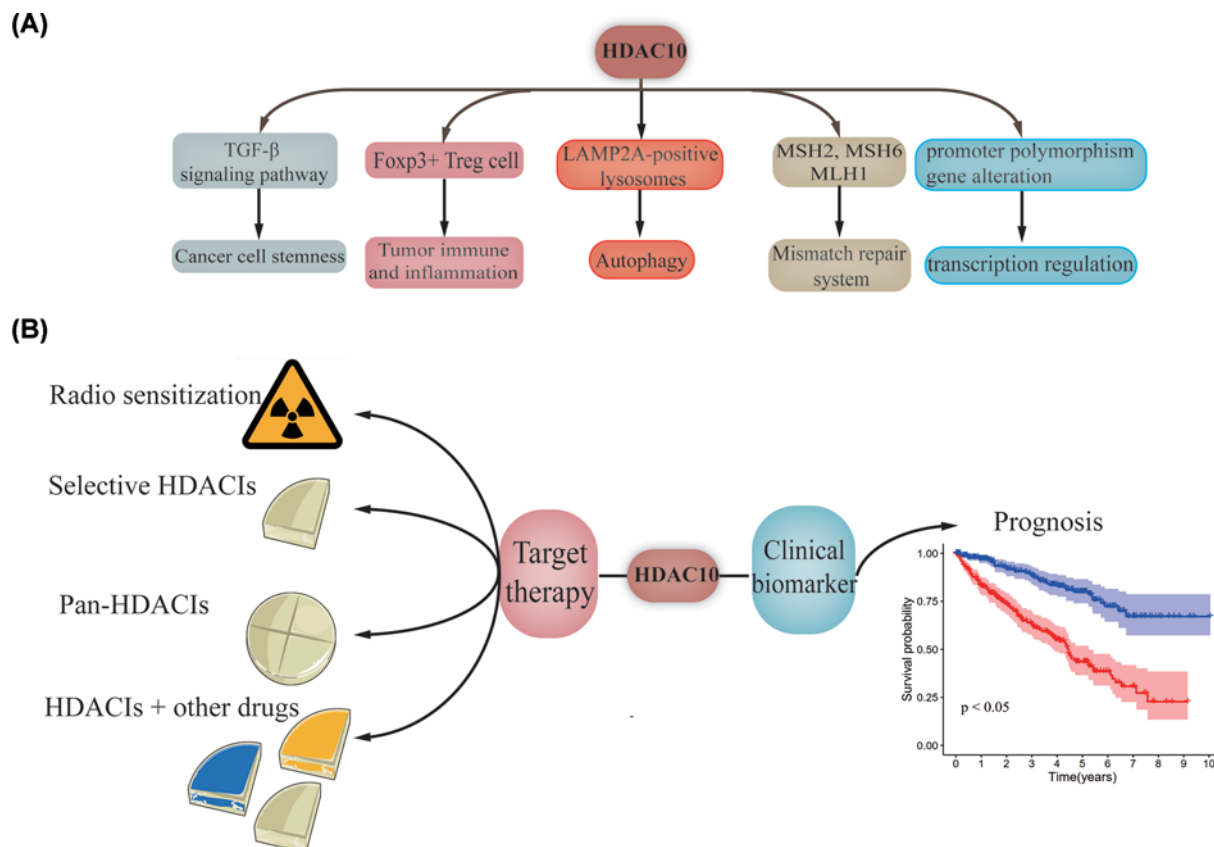 (A)
HDAC10
TGF-β
signaling pathway
Foxp3+ Treg cell
LAMP2A-positive
lysosomes
MSH2, MSH6
MLH1
promoter polymorphism
gene alteration
Cancer cell stemness
Tumor immune
and inflammation
Autophagy
Mismatch repair
system
transcription regulation
(B)
Radio sensitization
Selective HDACIs
Pan-HDACIs
HDACIs + other drugs
Target
therapy
HDAC10
Clinical
biomarker
Prognosis
Survival probability
1.00
0.75
0.50
0.25
0.00
p < 0.05
0 1 2 3 4 5 6 7 8 9 10
Time(years)